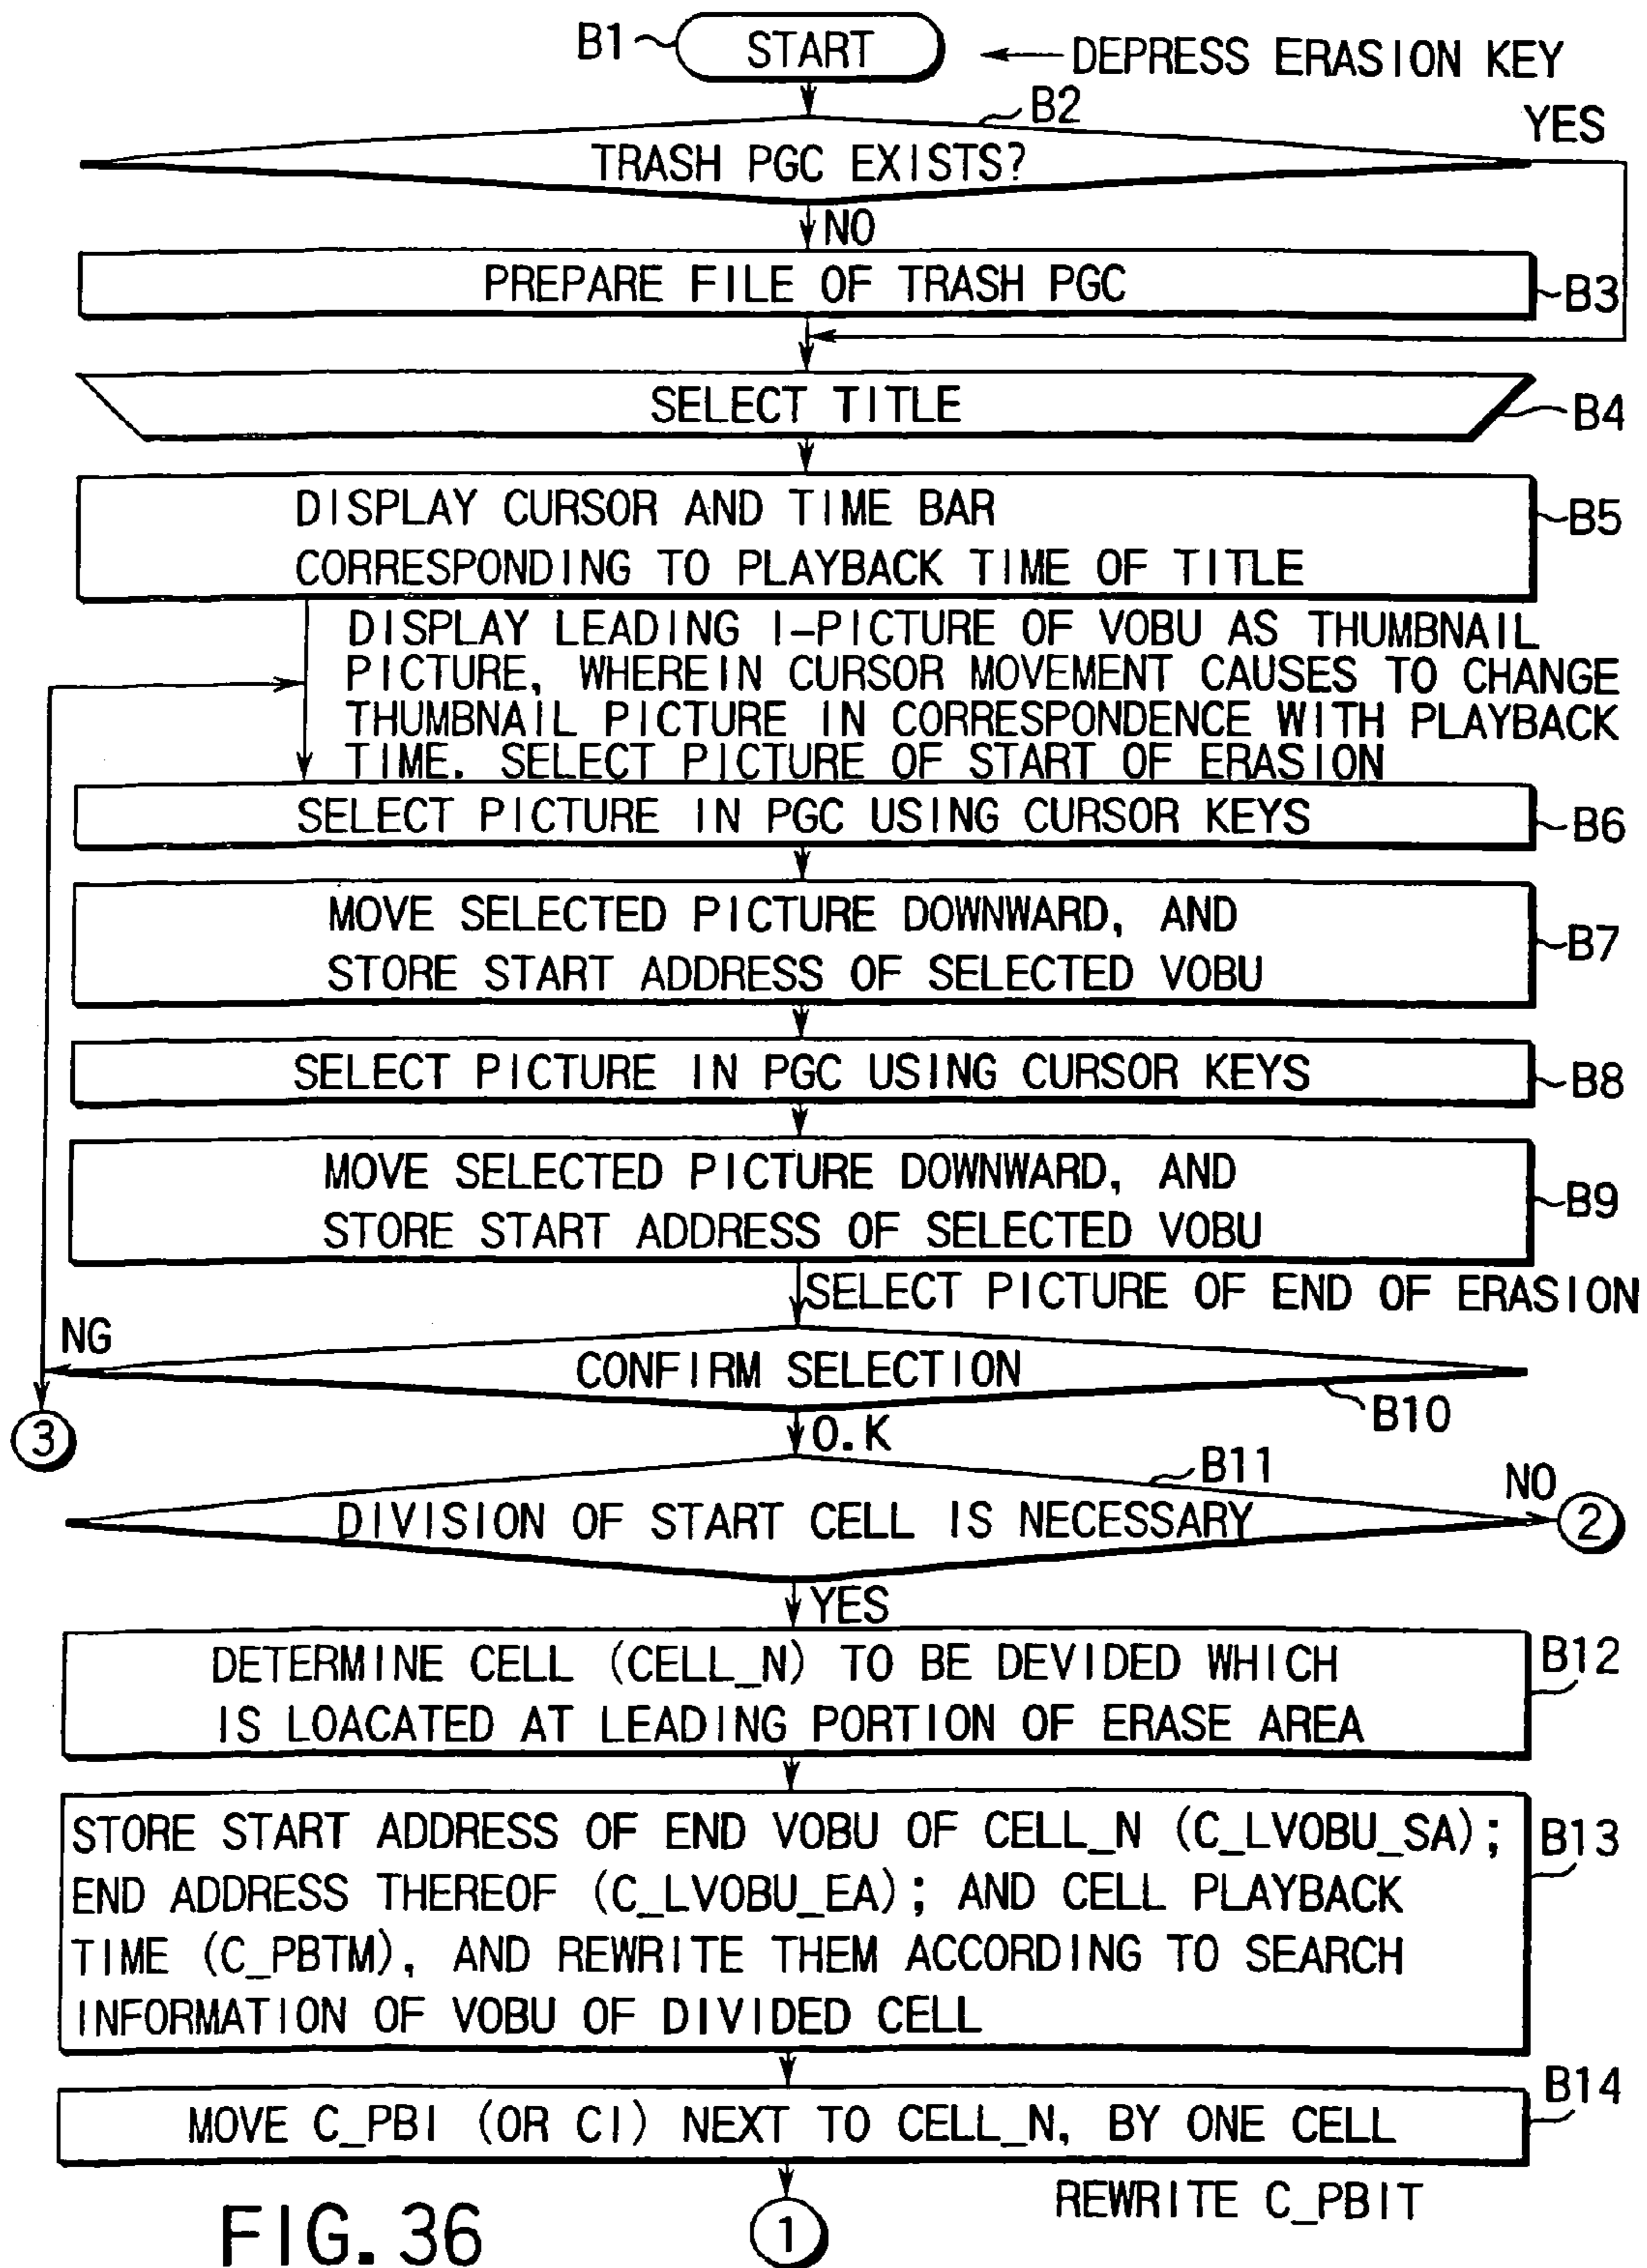 B1 START ← DEPRESS ERASION KEY
B2
YES
TRASH PGC EXISTS?
NO
PREPARE FILE OF TRASH PGC
B3
SELECT TITLE
B4
DISPLAY CURSOR AND TIME BAR
CORRESPONDING TO PLAYBACK TIME OF TITLE
B5
DISPLAY LEADING I-PICTURE OF VOBU AS THUMBNAIL
PICTURE, WHEREIN CURSOR MOVEMENT CAUSES TO CHANGE
THUMBNAIL PICTURE IN CORRESPONDENCE WITH PLAYBACK
TIME. SELECT PICTURE OF START OF ERASION
SELECT PICTURE IN PGC USING CURSOR KEYS
B6
MOVE SELECTED PICTURE DOWNWARD, AND
STORE START ADDRESS OF SELECTED VOBU
B7
SELECT PICTURE IN PGC USING CURSOR KEYS
B8
MOVE SELECTED PICTURE DOWNWARD, AND
STORE START ADDRESS OF SELECTED VOBU
B9
SELECT PICTURE OF END OF ERASION
NG
CONFIRM SELECTION
B10
3
O.K
B11
NO
DIVISION OF START CELL IS NECESSARY
2
YES
DETERMINE CELL (CELL_N) TO BE DEVIDED WHICH
IS LOACATED AT LEADING PORTION OF ERASE AREA
B12
STORE START ADDRESS OF END VOBU OF CELL_N (C_LVOBU_SA);
END ADDRESS THEREOF (C_LVOBU_EA); AND CELL PLAYBACK
TIME (C_PBTM), AND REWRITE THEM ACCORDING TO SEARCH
INFORMATION OF VOBU OF DIVIDED CELL
B13
B14
MOVE C_PBI (OR CI) NEXT TO CELL_N, BY ONE CELL
REWRITE C_PBIT
1
FIG. 36